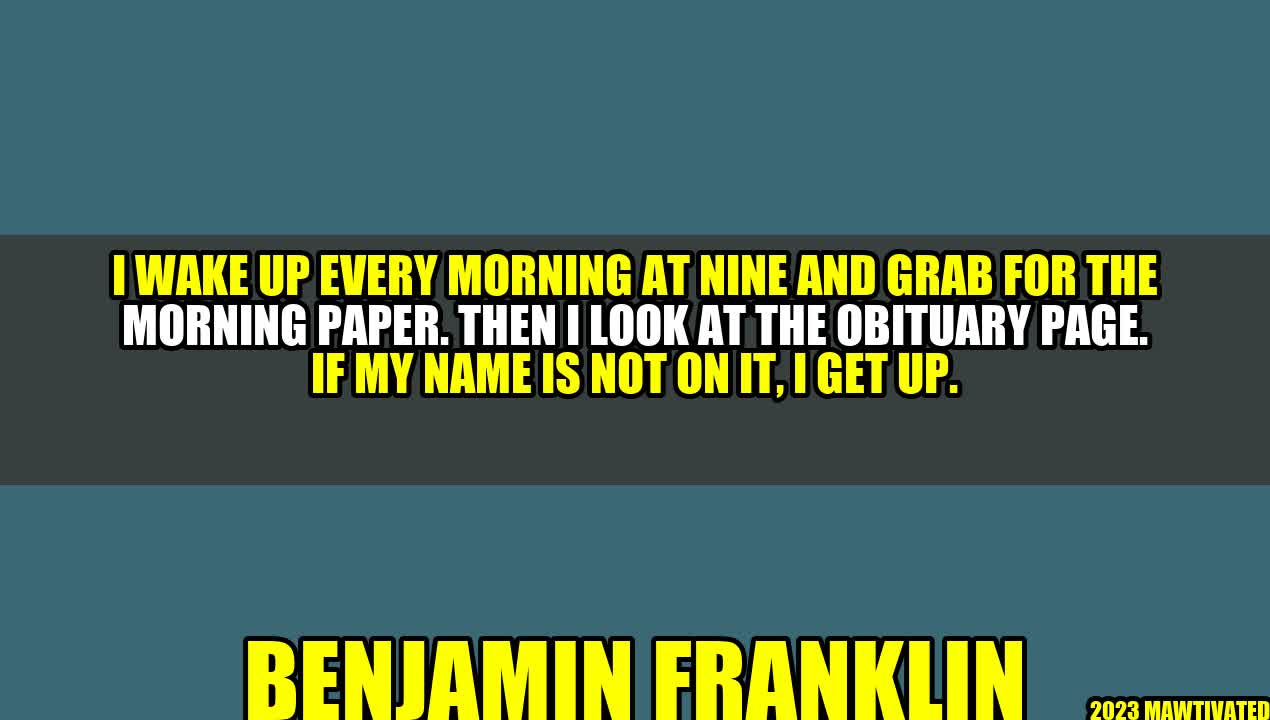 I WAKE UP EVERY MORNING AT NINE AND GRAB FOR THE
MORNING PAPER. THEN I LOOK AT THE OBITUARY PAGE.
IF MY NAME IS NOT ON IT, I GET UP.
BENJAMIN FRANKLIN
2023 MAWTIVATED